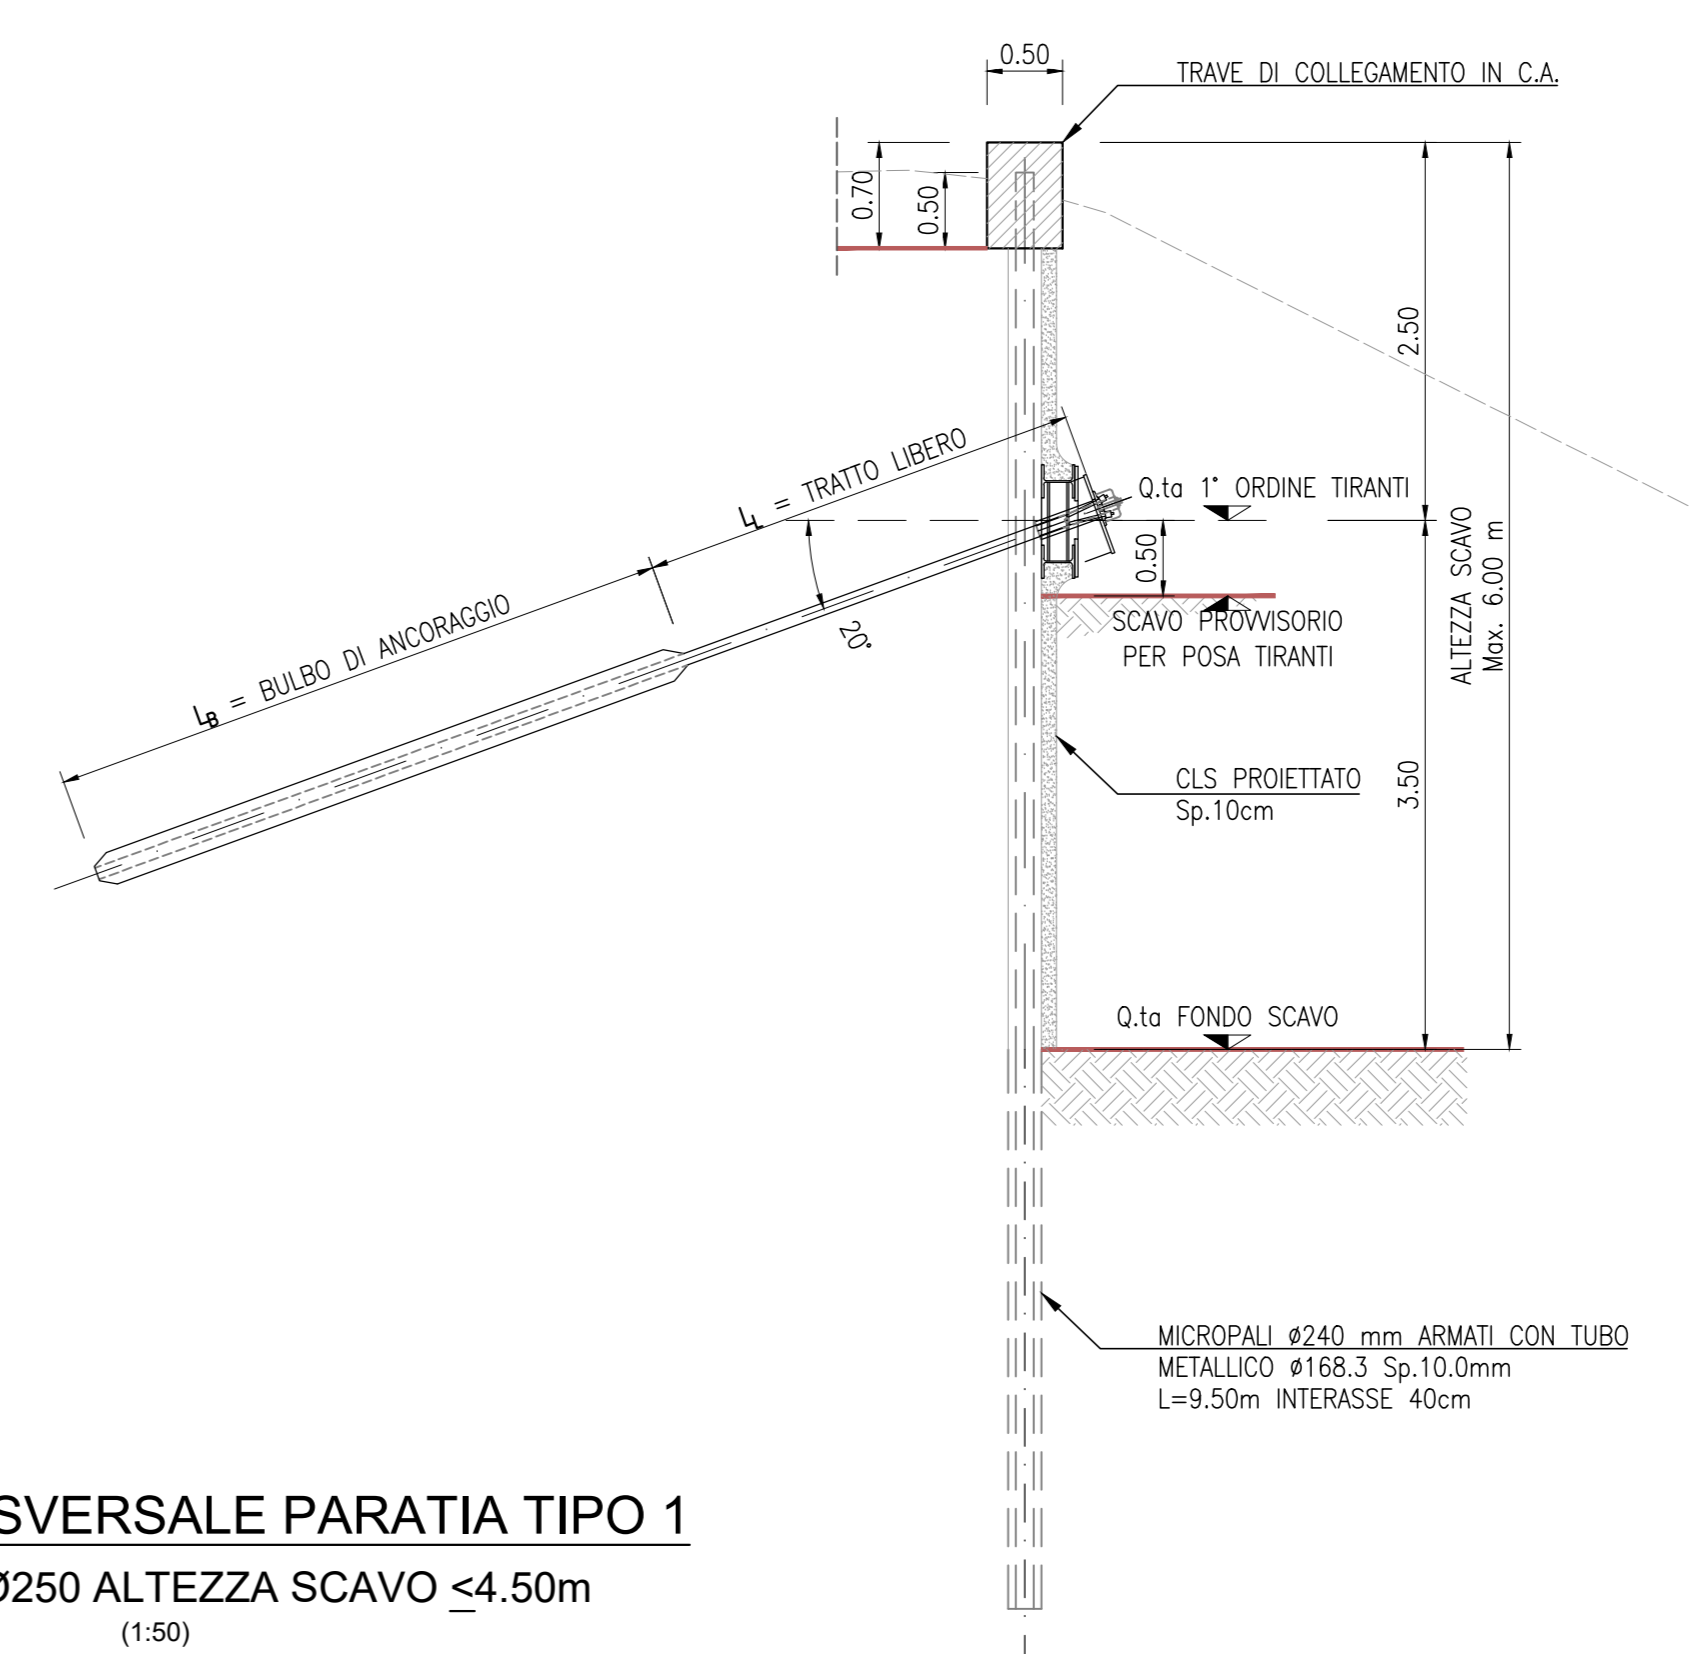 0.50
TRAVE DI COLLEGAMENTO IN C.A.
0.70
0.50
2.50
L_L = TRATTO LIBERO
Q.ta 1° ORDINE TIRANTI
0.50
ALTEZZA SCAVO
Max. 6.00 m
L_B = BULBO DI ANCORAGGIO
20°
SCAVO PROVVISORIO
PER POSA TIRANTI
3.50
CLS PROIETTATO
Sp.10cm
Q.ta FONDO SCAVO
MICROPALI ø240 mm ARMATI CON TUBO
METALLICO ø168.3 Sp.10.0mm
L=9.50m INTERASSE 40cm
SVERSALE PARATIA TIPO 1
Ø250 ALTEZZA SCAVO ≤4.50m
(1:50)